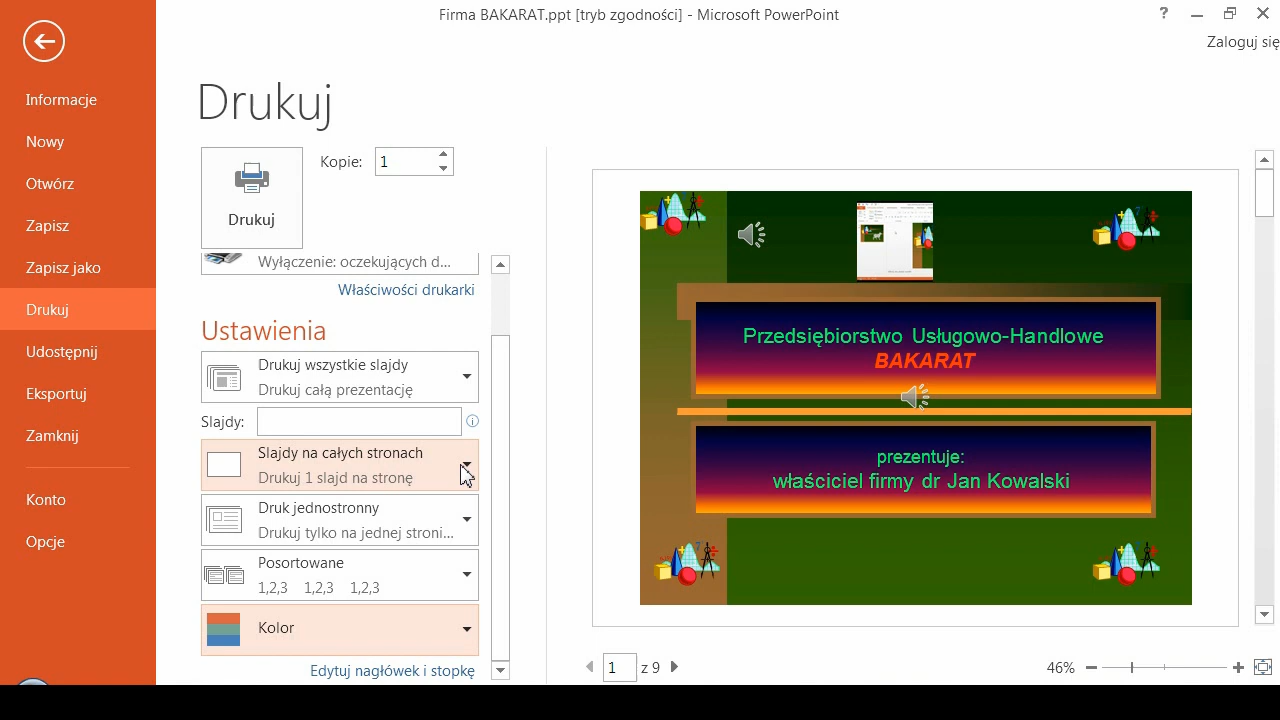 Firma BAKARAT.ppt [tryb zgodności] - Microsoft PowerPoint
?
Zaloguj się
Informacje
Nowy
Otwórz
Zapisz
Zapisz jako
Drukuj
Udostępnij
Eksportuj
Zamknij
Konto
Opcje
Drukuj
Drukuj
Kopie: 1
Wyłączenie: oczekujących d...
Właściwości drukarki
Ustawienia
Drukuj wszystkie slajdy
Drukuj całą prezentację
Slajdy:
Slajdy na całych stronach
Drukuj 1 slajd na stronę
Druk jednostronny
Drukuj tylko na jednej stroni...
Posortowane
1,2,3 1,2,3 1,2,3
Kolor
Edytuj nagłówek i stopkę
Przedsiębiorstwo Usługowo-Handlowe
BAKARAT
prezentuje:
właściciel firmy dr Jan Kowalski
1 z 9
46%